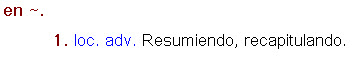 en ~.
1. loc. adv. Resumiendo, recapitulando.